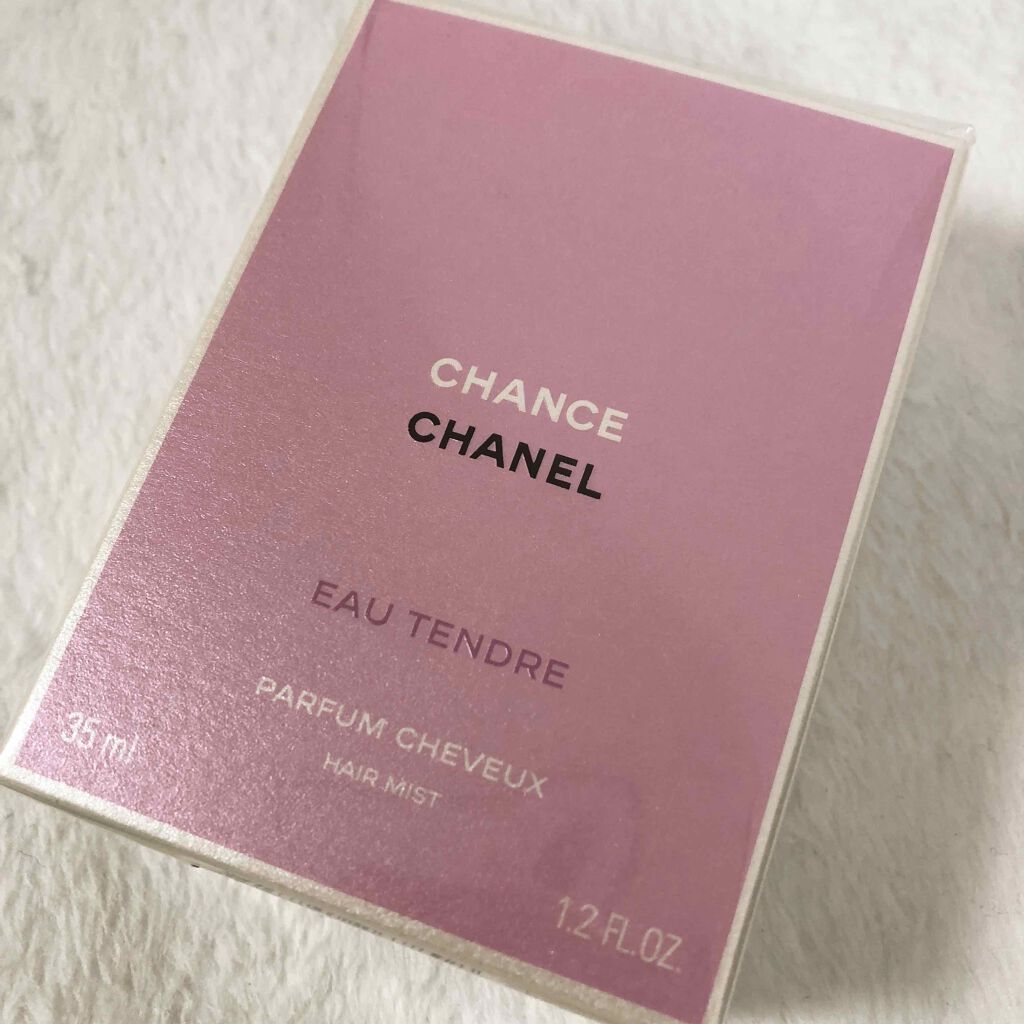 CHANCE
CHANEL
EAU TENDRE
PARFUM CHEVEUX
HAIR MIST
35 ml
1.2 FL.OZ.